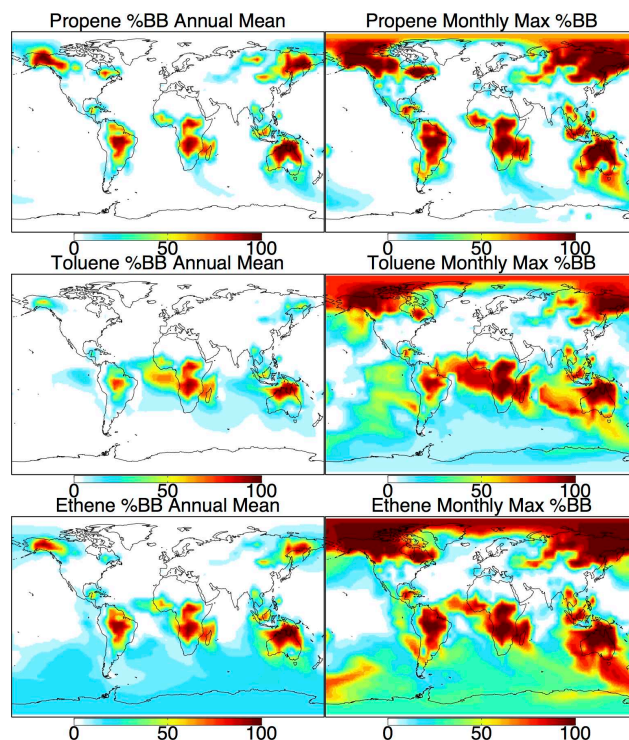 Propene %BB Annual Mean Propene Monthly Max %BB
0 50 100 0 50 100
Toluene %BB Annual Mean Toluene Monthly Max %BB
0 50 100 0 50 100
Ethene %BB Annual Mean Ethene Monthly Max %BB
0 50 100 0 50 100